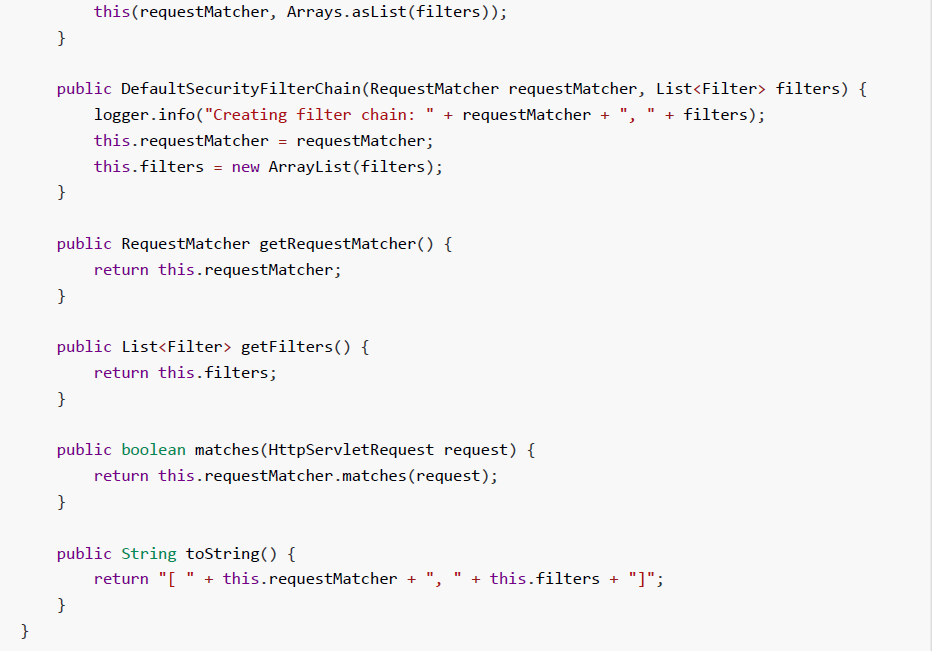 this(requestMatcher, Arrays.asList(filters));
    }

    public DefaultSecurityFilterChain(RequestMatcher requestMatcher, List<Filter> filters) {
        logger.info("Creating filter chain: " + requestMatcher + ", " + filters);
        this.requestMatcher = requestMatcher;
        this.filters = new ArrayList(filters);
    }

    public RequestMatcher getRequestMatcher() {
        return this.requestMatcher;
    }

    public List<Filter> getFilters() {
        return this.filters;
    }

    public boolean matches(HttpServletRequest request) {
        return this.requestMatcher.matches(request);
    }

    public String toString() {
        return "[ " + this.requestMatcher + ", " + this.filters + "]";
    }
}